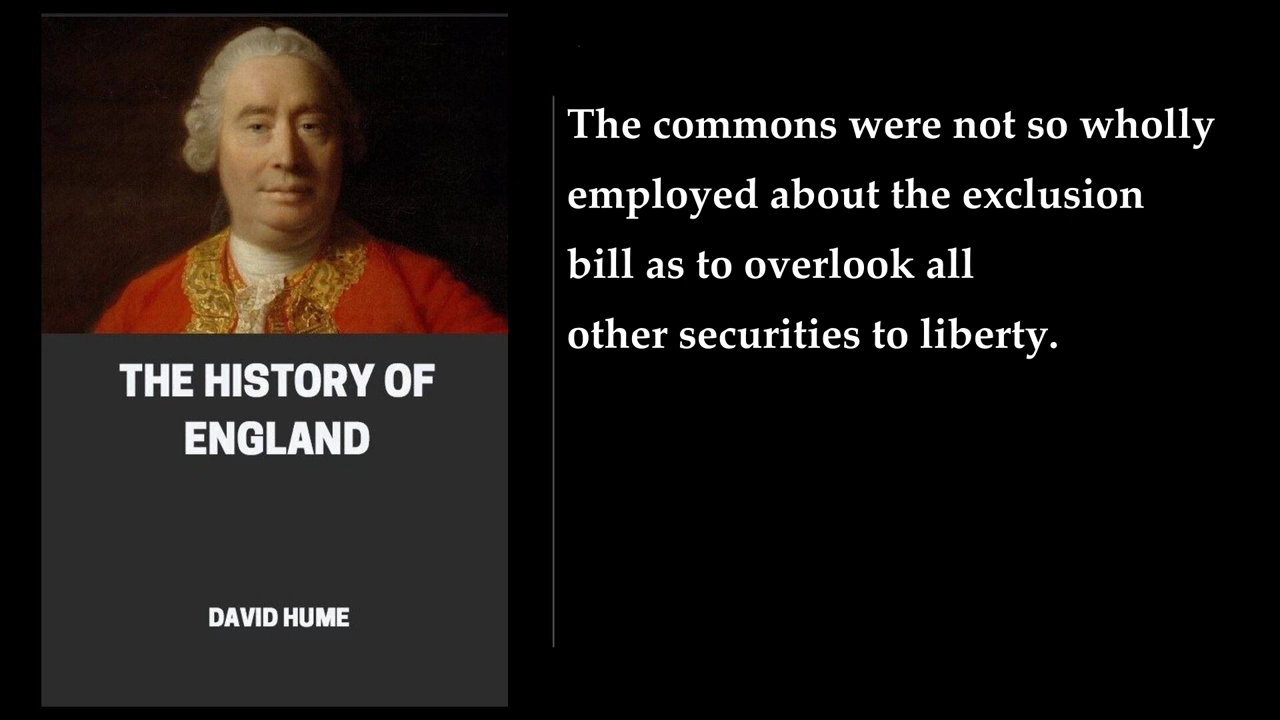 THE HISTORY OF
ENGLAND
DAVID HUME
The commons were not so wholly
employed about the exclusion
bill as to overlook all
other securities to liberty.